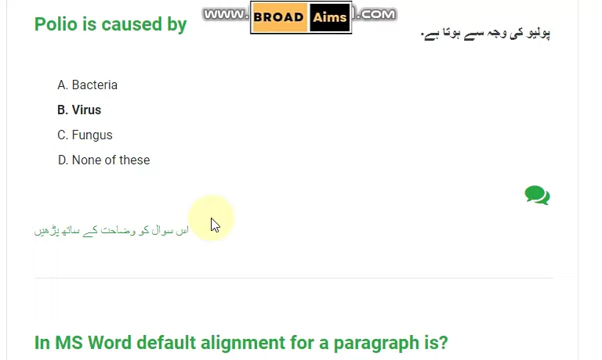 www. BROAD Aims .COM
Polio is caused by
پولیو کی وجہ سے ہوتا ہے۔
A. Bacteria
B. Virus
C. Fungus
D. None of these
اس سوال کو وضاحت کے ساتھ پڑھیں
In MS Word default alignment for a paragraph is?